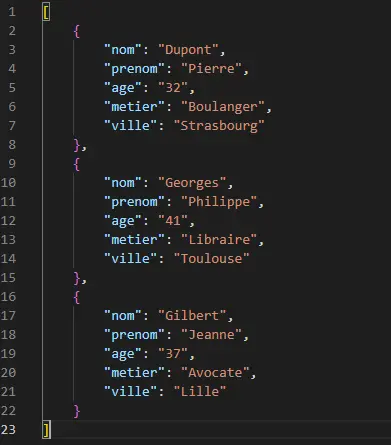 1 [
2 {
3 "nom": "Dupont",
4 "prenom": "Pierre",
5 "age": "32",
6 "metier": "Boulanger",
7 "ville": "Strasbourg"
8 },
9 {
10 "nom": "Georges",
11 "prenom": "Philippe",
12 "age": "41",
13 "metier": "Libraire",
14 "ville": "Toulouse"
15 },
16 {
17 "nom": "Gilbert",
18 "prenom": "Jeanne",
19 "age": "37",
20 "metier": "Avocate",
21 "ville": "Lille"
22 }
23 ]